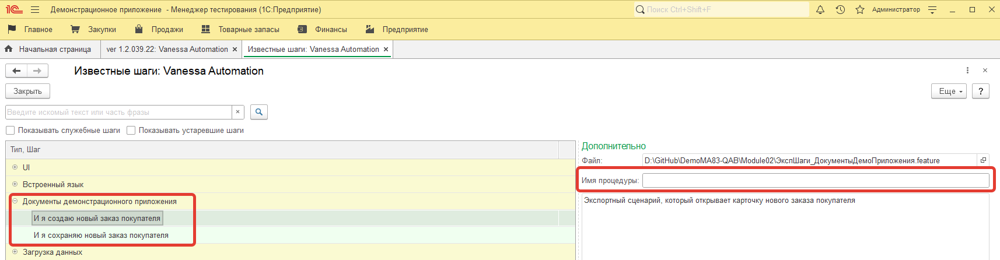 1С Демонстрационное приложение - Менеджер тестирования (1С:Предприятие) Поиск Ctrl+Shift+F Администратор
Главное Закупки Продажи Товарные запасы Финансы Предприятие
Начальная страница ver 1.2.039.22: Vanessa Automation × Известные шаги: Vanessa Automation ×
Известные шаги: Vanessa Automation
Закрыть Еще ?
Введите искомый текст или часть фразы ×
Показывать служебные шаги Показывать устаревшие шаги
Тип, Шаг
UI
Встроенный язык
Документы демонстрационного приложения
И я создаю новый заказ покупателя
И я сохраняю новый заказ покупателя
Загрузка данных
Дополнительно
Файл: D:\GitHub\DemoMA83-QAB\Module02\ЭкспШаги_ДокументыДемоПриложения.feature
Имя процедуры:
Экспортный сценарий, который открывает карточку нового заказа покупателя